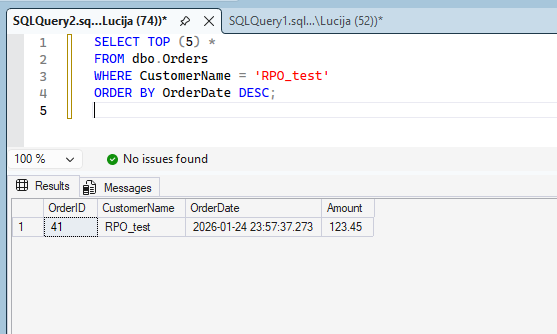 SQLQuery2.sq...Lucija (74))* SQLQuery1.sql...\Lucija (52))*
1 SELECT TOP (5) *
2 FROM dbo.Orders
3 WHERE CustomerName = 'RPO_test'
4 ORDER BY OrderDate DESC;
5
100 % No issues found
Results Messages
OrderID CustomerName OrderDate Amount
1 41 RPO_test 2026-01-24 23:57:37.273 123.45